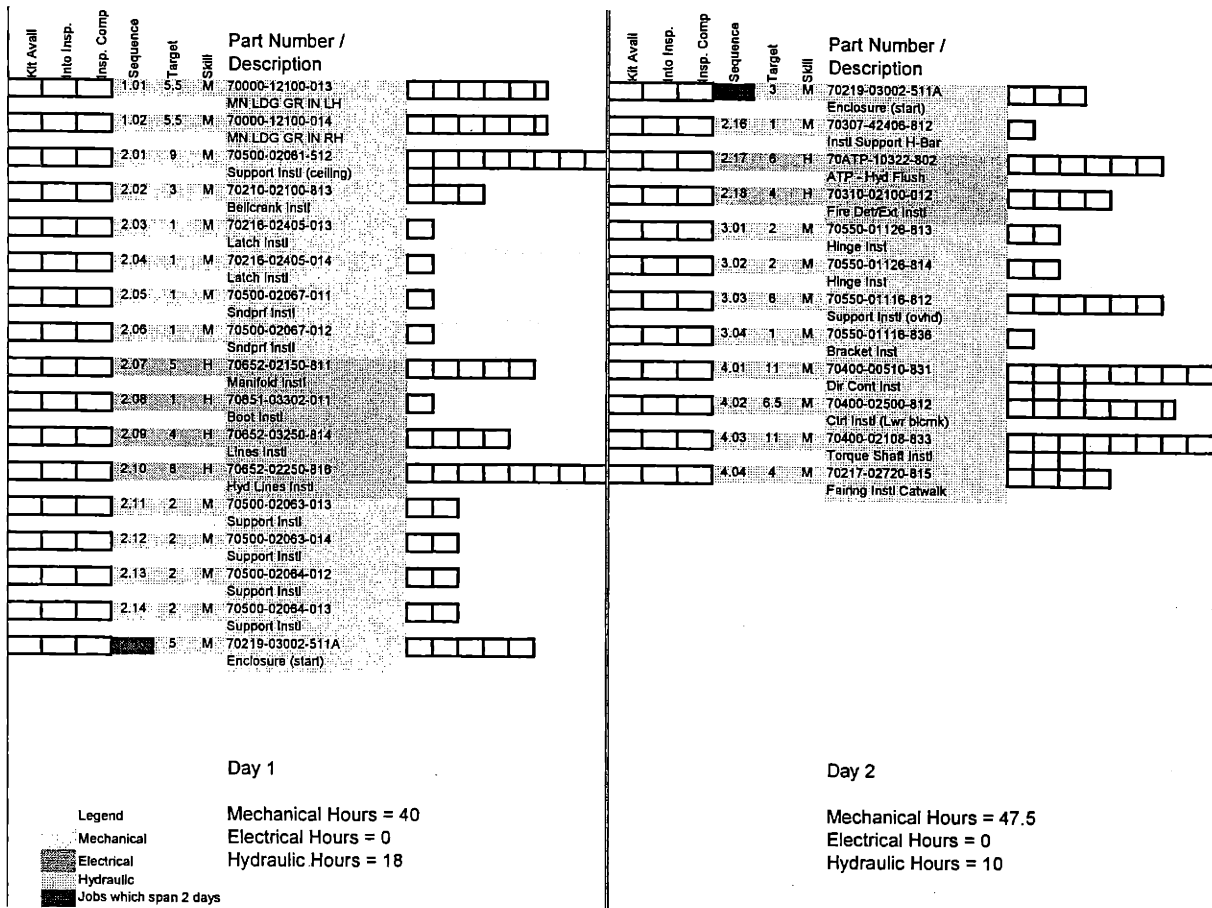 Kit Avail Into Insp. Insp. Comp Sequence Target Skill Part Number /
Description
1.01 5.5 M 70000-12100-013
MN LDG GR IN LH
1.02 5.5 M 70000-12100-014
MN LDG GR IN RH
2.01 9 M 70500-02061-512
Support Instl (ceiling)
2.02 3 M 70210-02100-813
Bellcrank Instl
2.03 1 M 70216-02405-013
Latch Instl
2.04 1 M 70216-02405-014
Latch Instl
2.05 1 M 70500-02067-011
Sndprf Instl
2.06 1 M 70500-02067-012
Sndprf Instl
2.07 5 H 70652-02150-811
Manifold Instl
2.08 1 H 70651-03302-011
Boot Instl
2.09 4 H 70652-03250-814
Lines Instl
2.10 8 H 70652-02250-816
Hyd Lines Instl
2.11 2 M 70500-02063-013
Support Instl
2.12 2 M 70500-02063-014
Support Instl
2.13 2 M 70500-02064-012
Support Instl
2.14 2 M 70500-02064-013
Support Instl
5 M 70219-03002-511A
Enclosure (start)
Day 1
Mechanical Hours = 40
Electrical Hours = 0
Hydraulic Hours = 18
Legend
Mechanical
Electrical
Hydraulic
Jobs which span 2 days
Kit Avail Into Insp. Insp. Comp Sequence Target Skill Part Number /
Description
3 M 70219-03002-511A
Enclosure (start)
2.16 1 M 70307-42406-812
Instl Support H-Bar
2.17 6 H 70ATP-10322-802
ATP - Hyd Flush
2.18 4 H 70310-02100-012
Fire Det/Ext Instl
3.01 2 M 70550-01126-813
Hinge Inst
3.02 2 M 70550-01126-814
Hinge Inst
3.03 6 M 70550-01116-812
Support Instl (ovhd)
3.04 1 M 70550-01116-836
Bracket Inst
4.01 11 M 70400-00510-831
Dir Cont Inst
4.02 6.5 M 70400-02500-812
Ctrl Instl (Lwr blcrnk)
4.03 11 M 70400-02108-833
Torque Shaft Instl
4.04 4 M 70217-02720-815
Fairing Instl Catwalk
Day 2
Mechanical Hours = 47.5
Electrical Hours = 0
Hydraulic Hours = 10